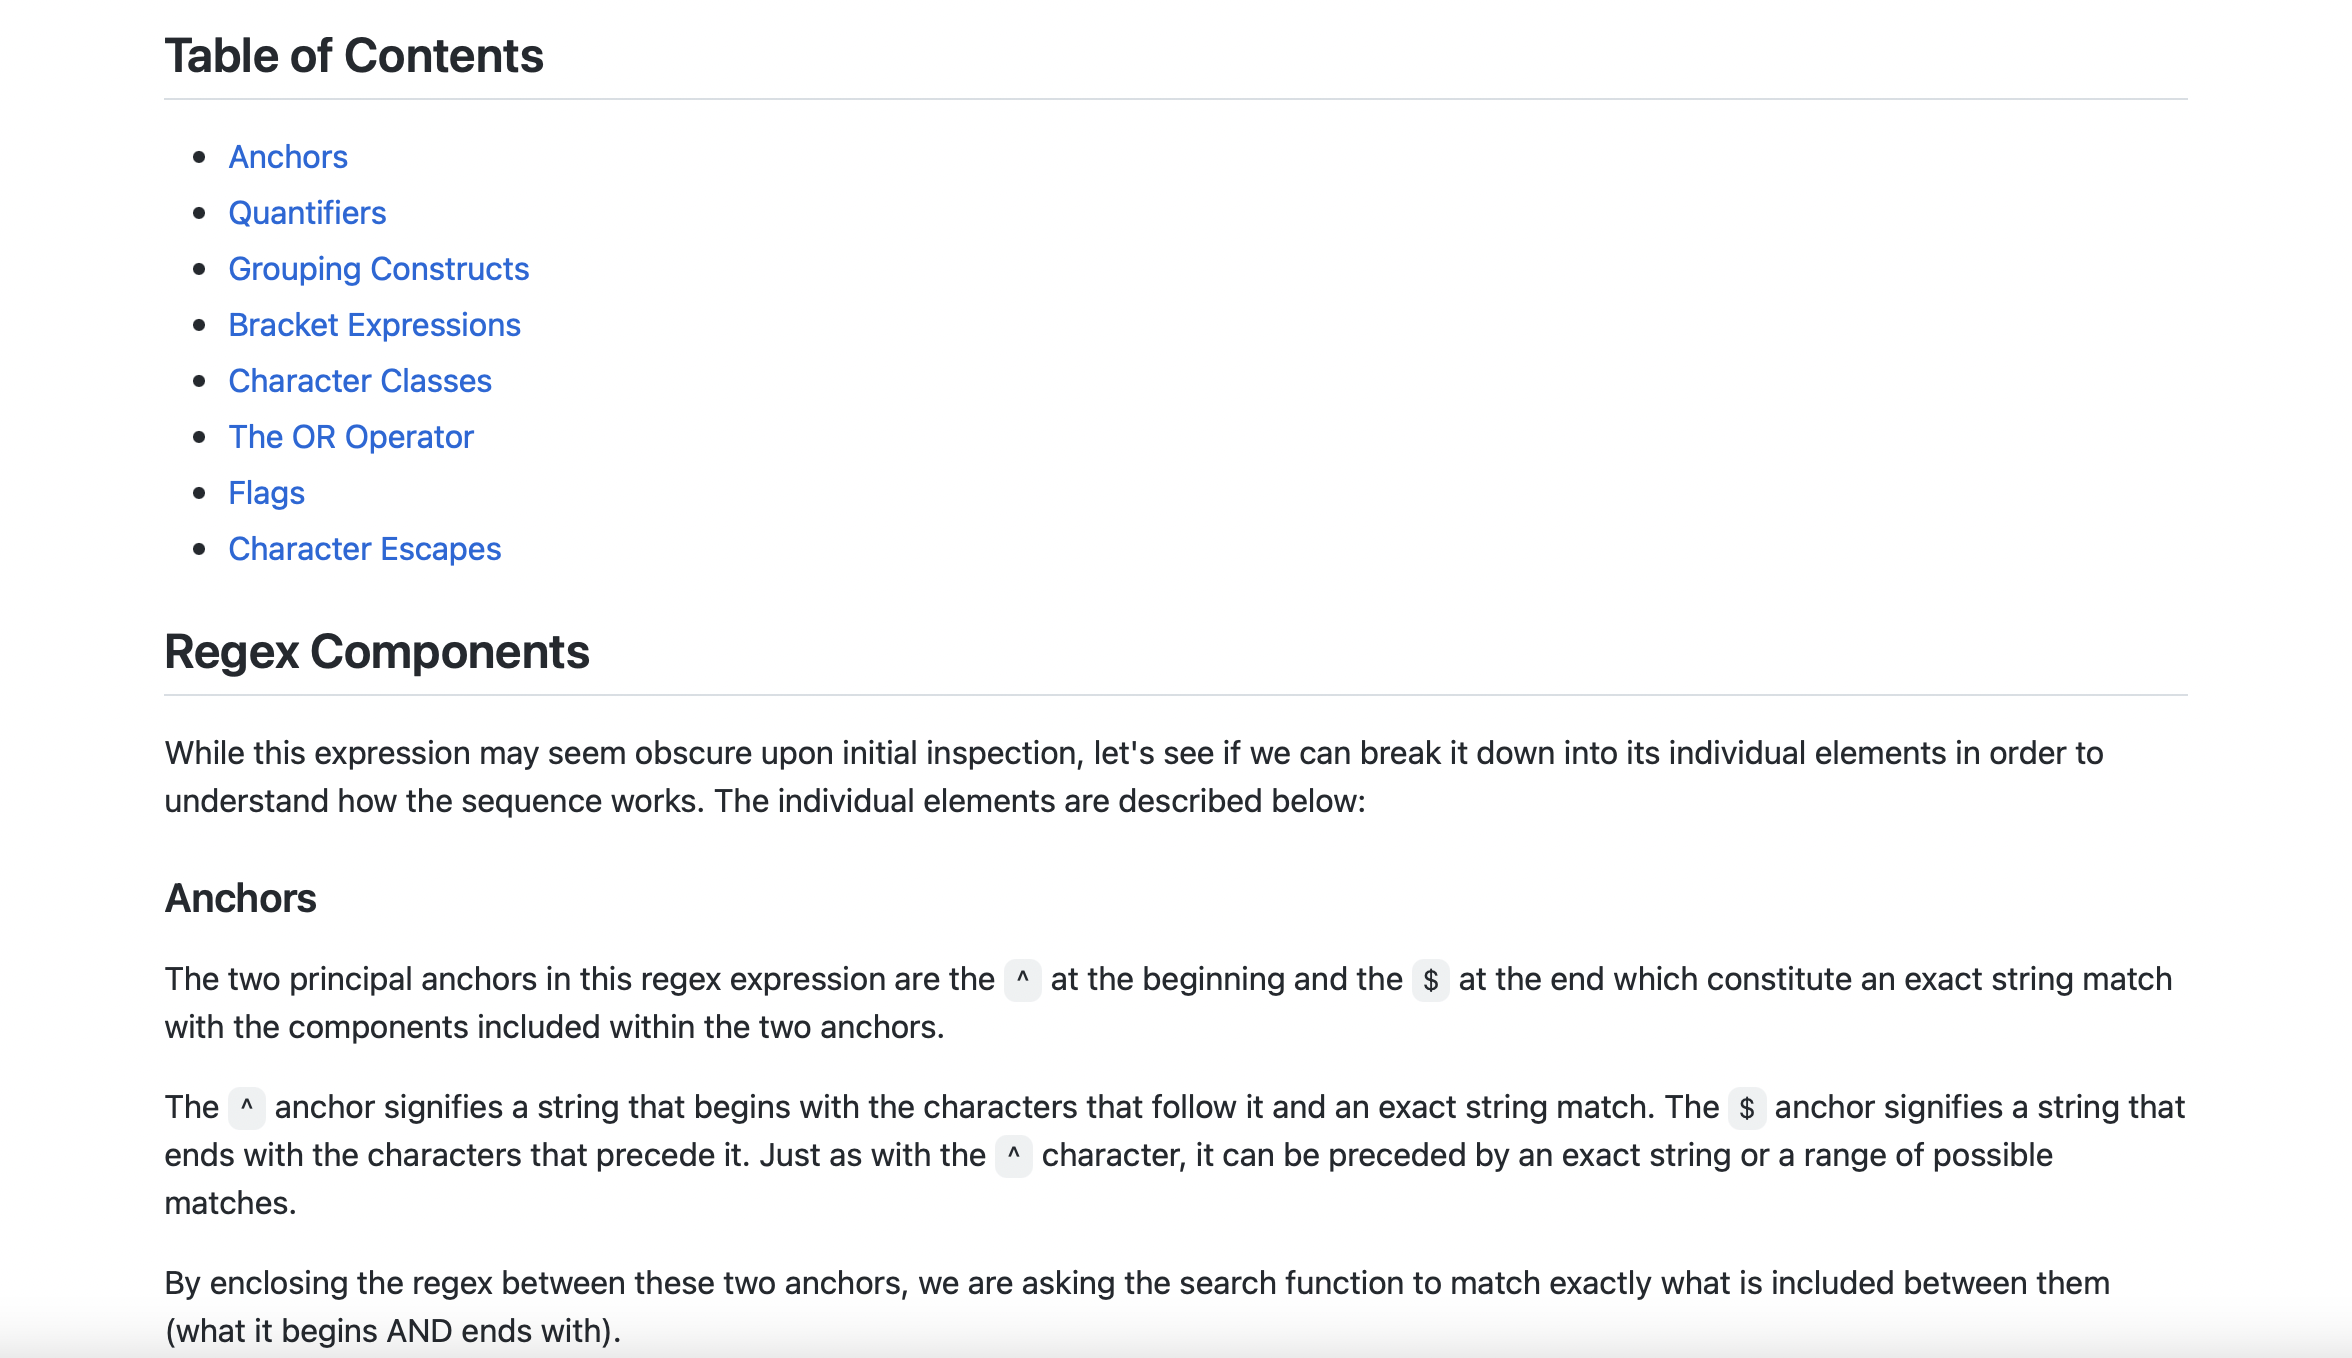 Table of Contents
Anchors
Quantifiers
Grouping Constructs
Bracket Expressions
Character Classes
The OR Operator
Flags
Character Escapes
Regex Components
While this expression may seem obscure upon initial inspection, let's see if we can break it down into its individual elements in order to
understand how the sequence works. The individual elements are described below:
Anchors
The two principal anchors in this regex expression are the ^ at the beginning and the $ at the end which constitute an exact string match
with the components included within the two anchors.
The ^ anchor signifies a string that begins with the characters that follow it and an exact string match. The $ anchor signifies a string that
ends with the characters that precede it. Just as with the ^ character, it can be preceded by an exact string or a range of possible
matches.
By enclosing the regex between these two anchors, we are asking the search function to match exactly what is included between them
(what it begins AND ends with).